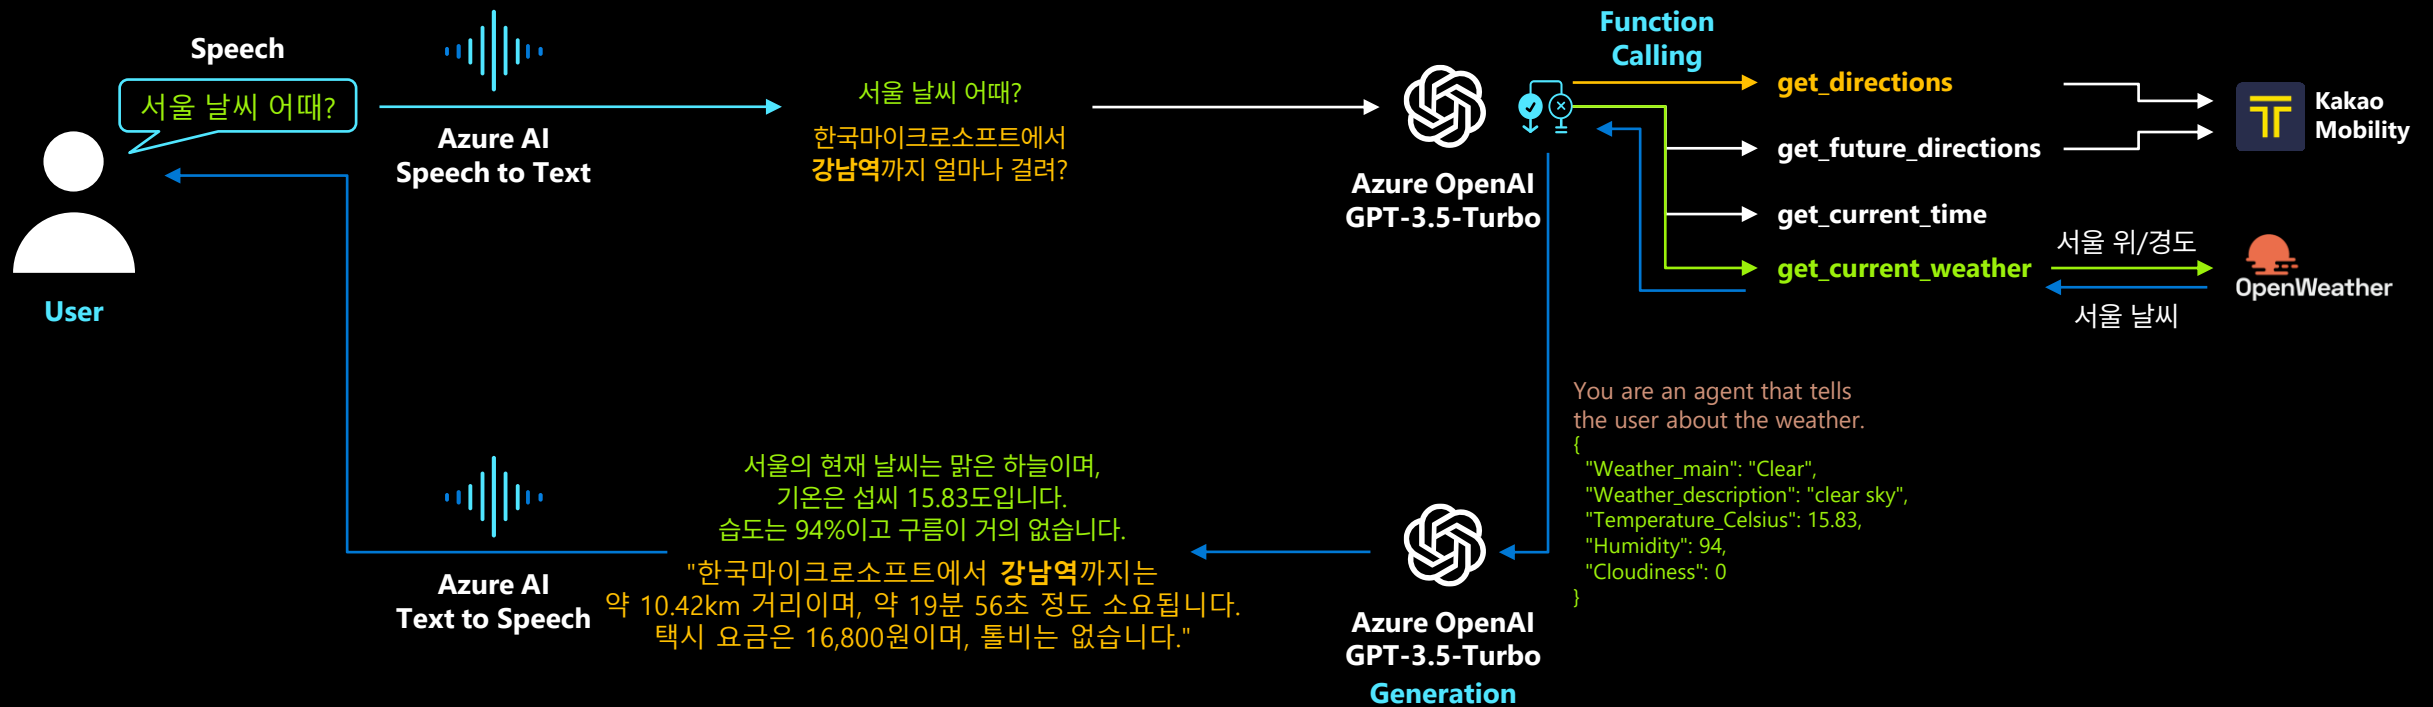 Speech
서울 날씨 어때?
User
Azure AI
Speech to Text
서울 날씨 어때?
한국마이크로소프트에서
강남역까지 얼마나 걸려?
Azure OpenAI
GPT-3.5-Turbo
Function
Calling
get_directions
get_future_directions
get_current_time
get_current_weather
Kakao
Mobility
서울 위/경도
서울 날씨
OpenWeather
You are an agent that tells
the user about the weather.
{
"Weather_main": "Clear",
"Weather_description": "clear sky",
"Temperature_Celsius": 15.83,
"Humidity": 94,
"Cloudiness": 0
}
Azure OpenAI
GPT-3.5-Turbo
Generation
서울의 현재 날씨는 맑은 하늘이며,
기온은 섭씨 15.83도입니다.
습도는 94%이고 구름이 거의 없습니다.
"한국마이크로소프트에서 강남역까지는
약 10.42km 거리이며, 약 19분 56초 정도 소요됩니다.
택시 요금은 16,800원이며, 톨비는 없습니다."
Azure AI
Text to Speech